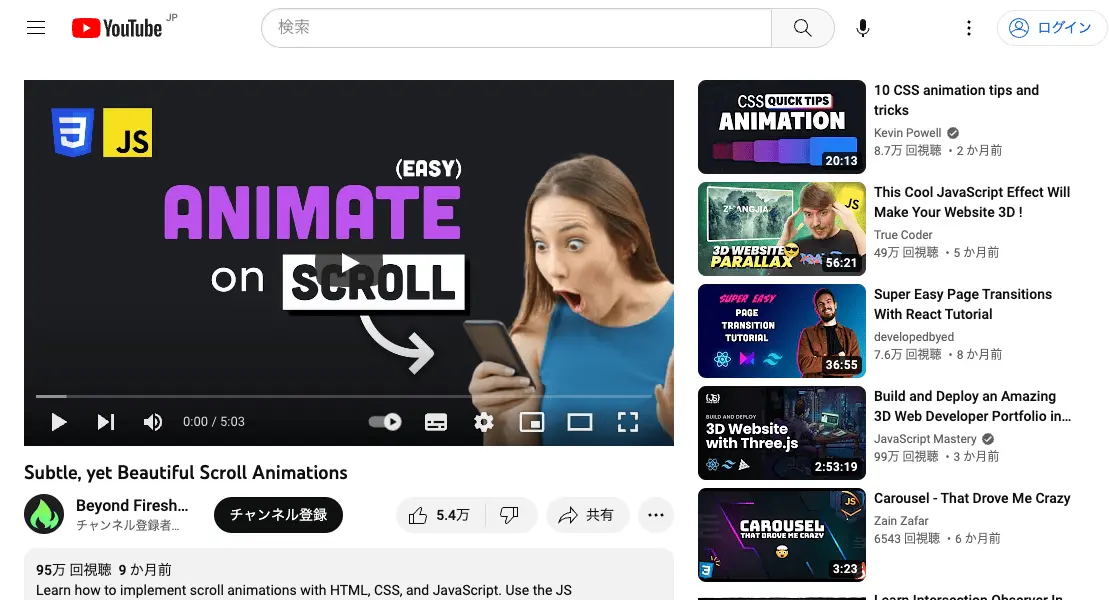 YouTube JP
検索
ログイン
JS
(EASY)
ANIMATE
on SCROLL
0:00 / 5:03
Subtle, yet Beautiful Scroll Animations
Beyond Firesh...
チャンネル登録者...
チャンネル登録
5.4万
共有
95万 回視聴 9 か月前
Learn how to implement scroll animations with HTML, CSS, and JavaScript. Use the JS
CSS QUICK TIPS
ANIMATION
20:13
10 CSS animation tips and
tricks
Kevin Powell
8.7万 回視聴 ・2 か月前
JS
3D WEBSITE
PARALLAX
56:21
This Cool JavaScript Effect Will
Make Your Website 3D !
True Coder
49万 回視聴 ・5 か月前
SUPER EASY
PAGE
TRANSITION
TUTORIAL
36:55
Super Easy Page Transitions
With React Tutorial
developedbyed
7.6万 回視聴 ・8 か月前
BUILD AND DEPLOY
3D Website
with Three.js
2:53:19
Build and Deploy an Amazing
3D Web Developer Portfolio in...
JavaScript Mastery
99万 回視聴 ・3 か月前
JS
CAROUSEL
THAT DROVE ME CRAZY
3:23
Carousel - That Drove Me Crazy
Zain Zafar
6543 回視聴 ・6 か月前
Learn Intersection Observer In